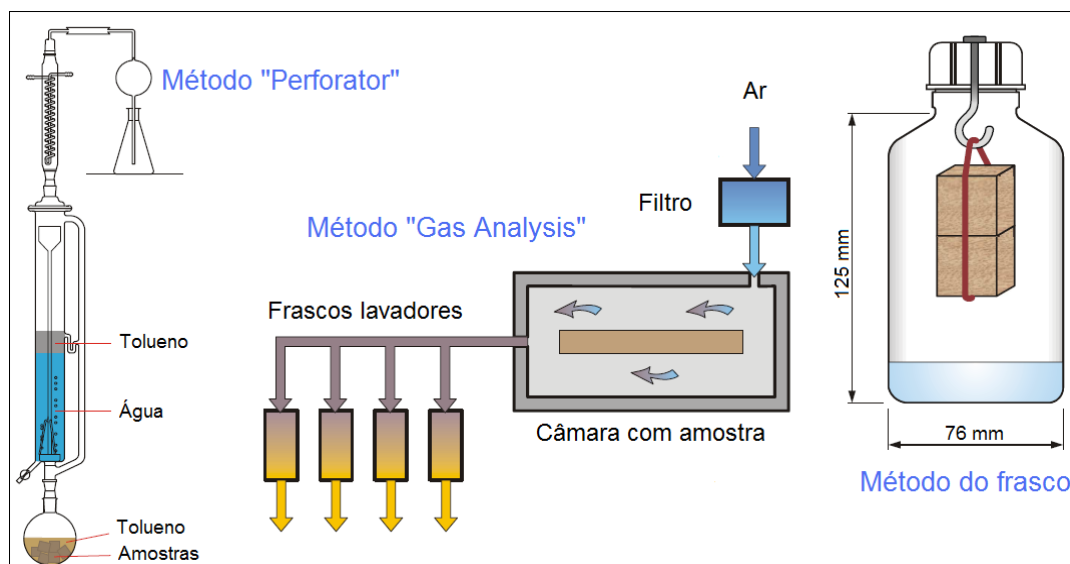 Método "Perforator"
Tolueno
Água
Tolueno
Amostras
Método "Gas Analysis"
Ar
Filtro
Frascos lavadores
Câmara com amostra
125 mm
76 mm
Método do frasco